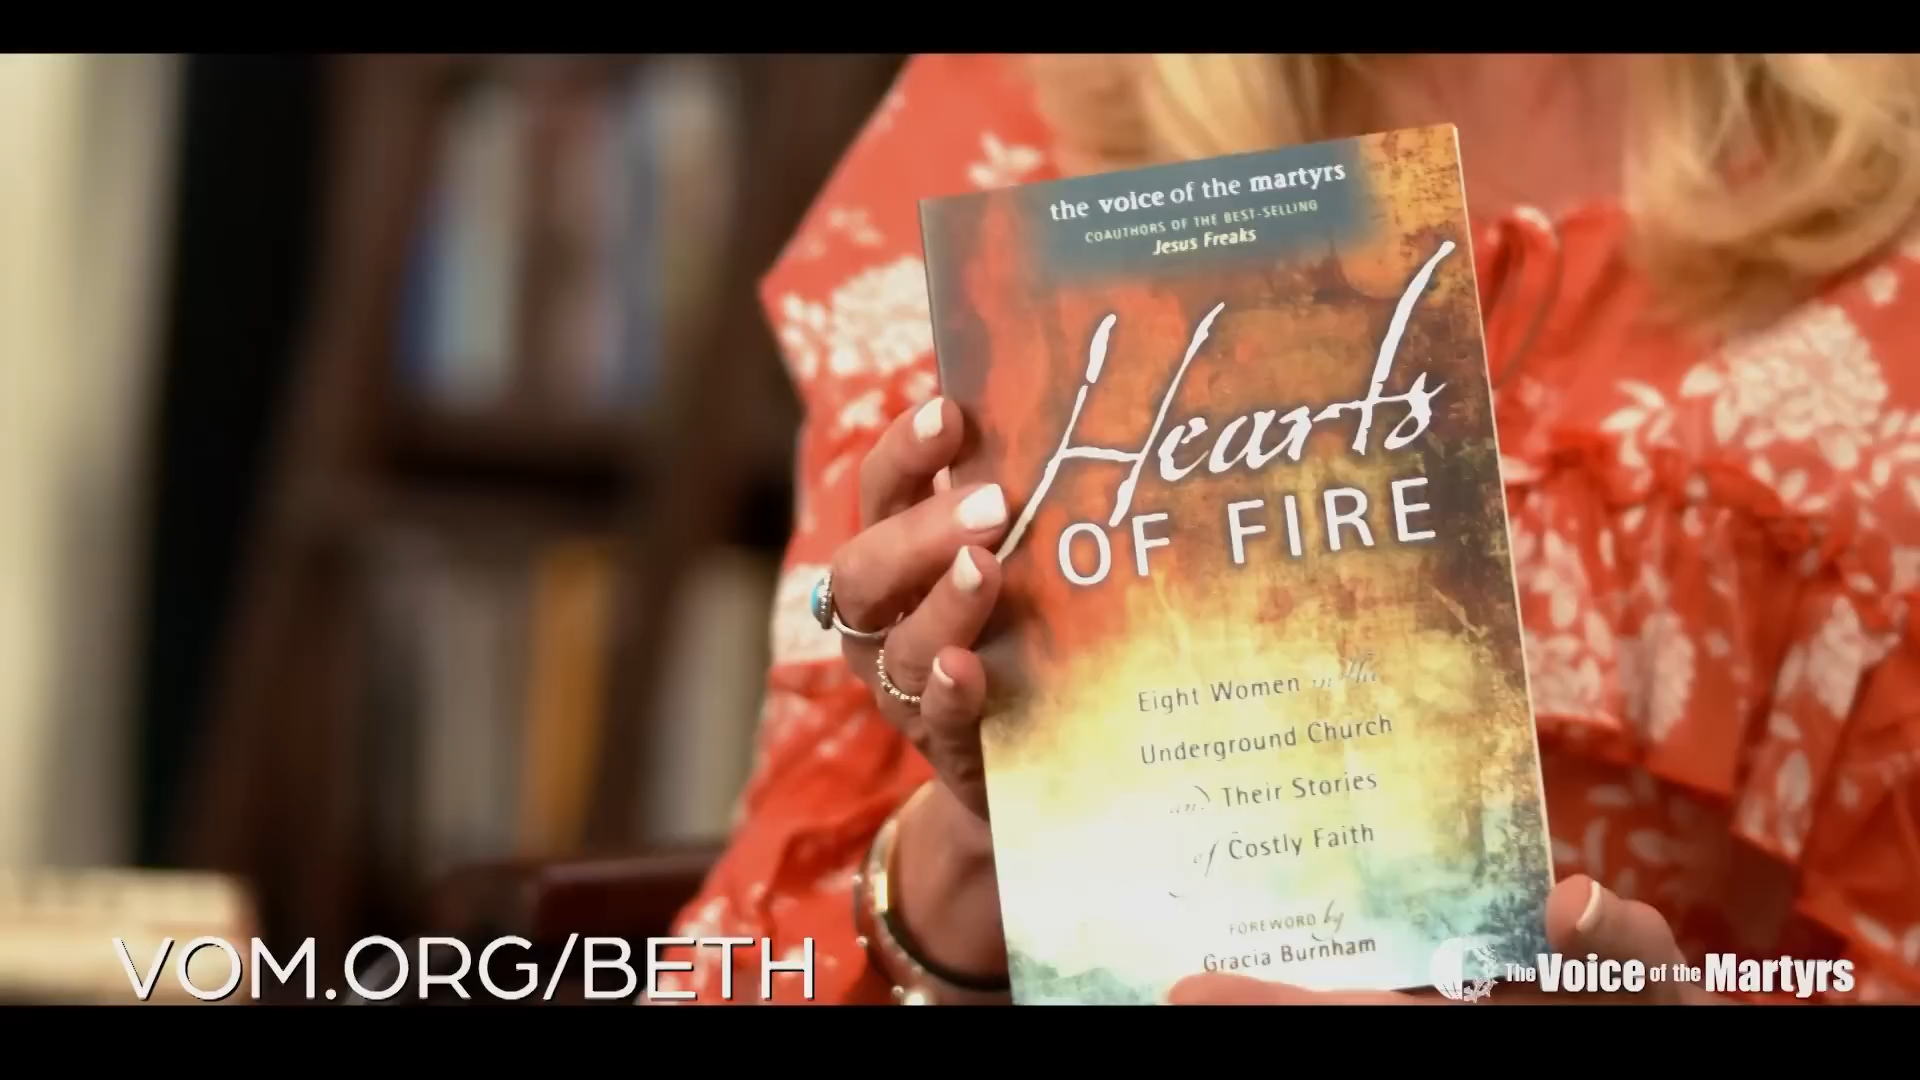 the voice of the martyrs
COAUTHORS OF THE BEST-SELLING
Jesus Freaks
Hearts
OF FIRE
Eight Women in the
Underground Church
and Their Stories
of Costly Faith
FOREWORD by
Gracia Burnham
VOM.ORG/BETH
The Voice of the Martyrs